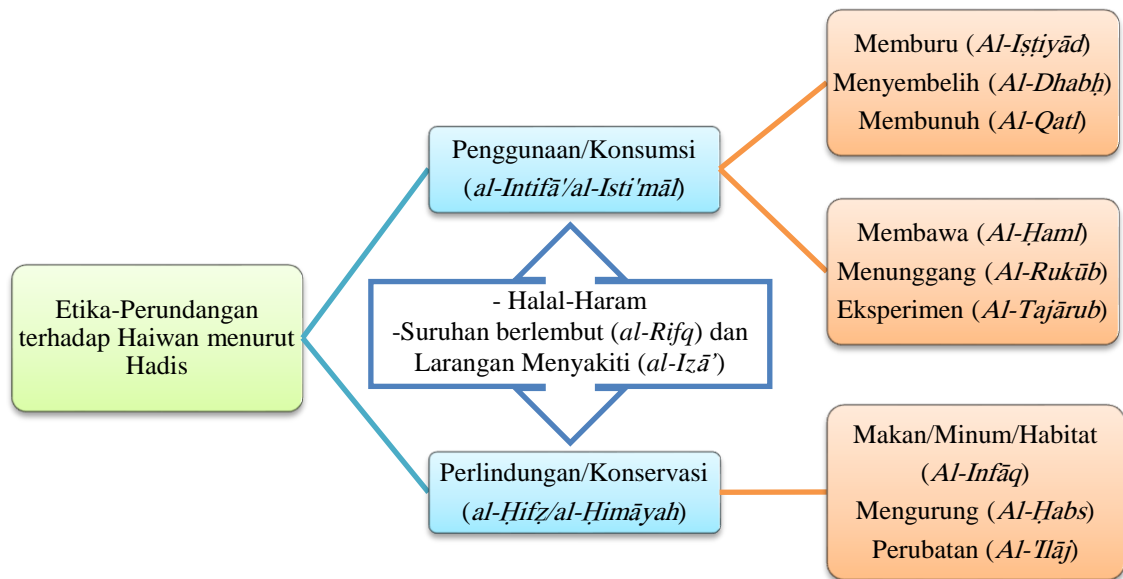 Etika-Perundangan
terhadap Haiwan menurut
Hadis
Penggunaan/Konsumsi
(al-Intifā'/al-Isti'māl)
- Halal-Haram
-Suruhan berlembut (al-Rifq) dan
Larangan Menyakiti (al-Izā’)
Perlindungan/Konservasi
(al-Ḥifẓ/al-Ḥimāyah)
Memburu (Al-Iṣṭiyād)
Menyembelih (Al-Dhabḥ)
Membunuh (Al-Qatl)
Membawa (Al-Ḥaml)
Menunggang (Al-Rukūb)
Eksperimen (Al-Tajārub)
Makan/Minum/Habitat
(Al-Infāq)
Mengurung (Al-Ḥabs)
Perubatan (Al-'Ilāj)